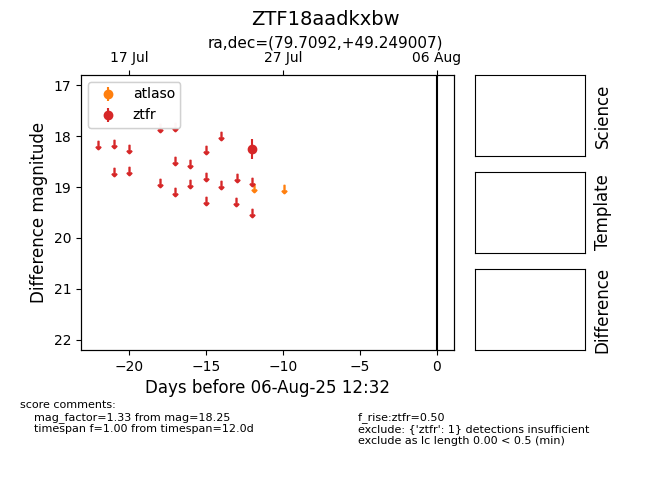 ZTF18aadkxbw
ra,dec=(79.7092,+49.249007)
17 Jul 27 Jul 06 Aug
atlaso
ztfr
Difference magnitude
17
18
19
20
21
22
−20 −15 −10 −5 0
Days before 06-Aug-25 12:32
Science
Template
Difference
score comments:
mag_factor=1.33 from mag=18.25
timespan f=1.00 from timespan=12.0d
f_rise:ztfr=0.50
exclude: {'ztfr': 1} detections insufficient
exclude as lc length 0.00 < 0.5 (min)